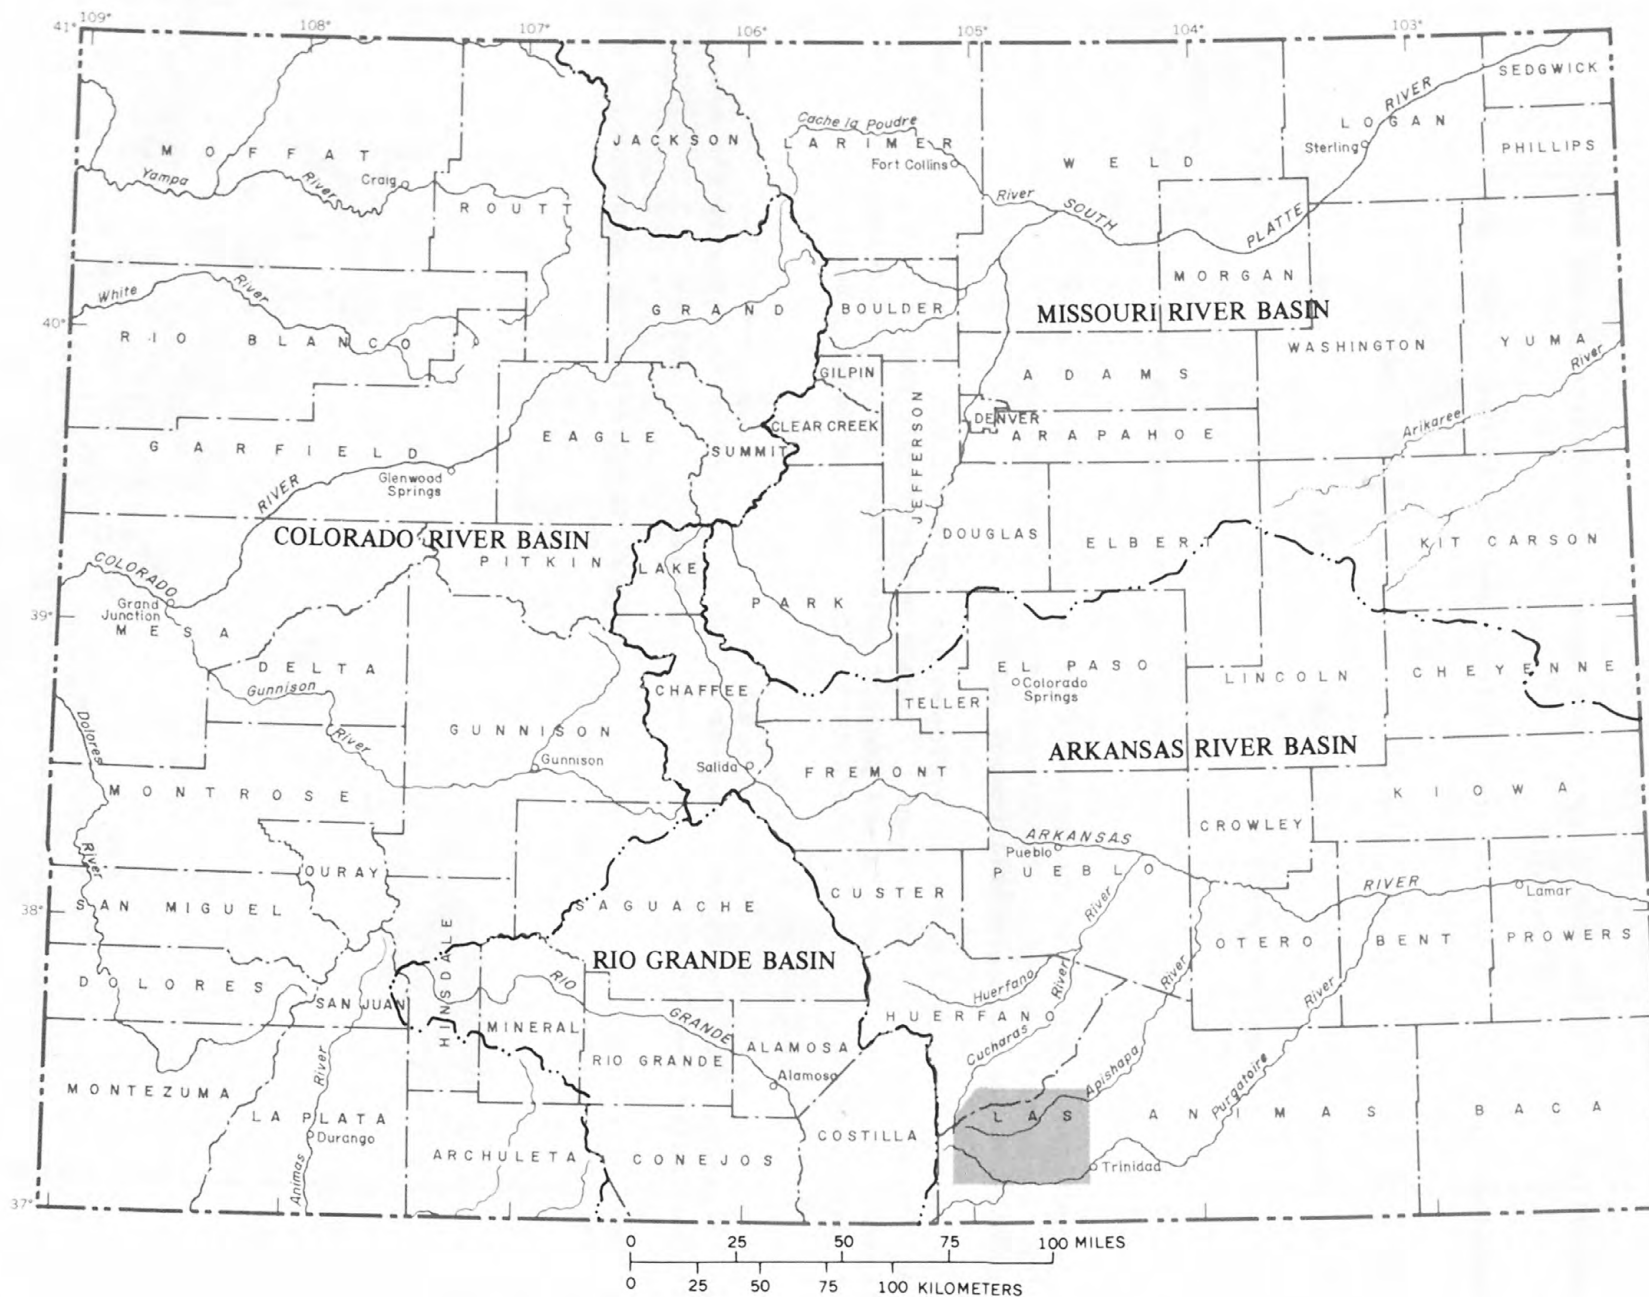 109°
108°
107°
106°
105°
104°
103°
41°
SEDGWICK
RIVER
LOGAN
Sterling
PHILLIPS
JACKSON
Cache la Poudre
LARIMER
Fort Collins
WELD
MOFFAT
Yampa
River
Craig
ROUTT
River
SOUTH
PLATTE
MORGAN
White
River
GRAND
BOULDER
MISSOURI RIVER BASIN
40°
RIO BLANCO
WASHINGTON
YUMA
River
GILPIN
ADAMS
JEFFERSON
DENVER
CLEAR CREEK
ARAPAHOE
Arikaree
GARFIELD
EAGLE
SUMMIT
Glenwood
Springs
RIVER
COLORADO RIVER BASIN
PITKIN
LAKE
DOUGLAS
ELBERT
KIT CARSON
COLORADO
Grand
Junction
39°
MESA
PARK
DELTA
Gunnison
CHAFFEE
EL PASO
Colorado
Springs
TELLER
LINCOLN
CHEYENNE
Dolores
River
GUNNISON
Gunnison
Salida
FREMONT
ARKANSAS RIVER BASIN
MONTROSE
KIOWA
CROWLEY
ARKANSAS
Pueblo
PUEBLO
River
OURAY
SAN MIGUEL
38°
SAGUACHE
CUSTER
River
RIVER
Lamar
OTERO
BENT
PROWERS
HINSDALE
RIO GRANDE BASIN
DOLORES
SAN JUAN
RIO
GRANDE
Huerfano
River
River
River
HUERFANO
MINERAL
RIO GRANDE
ALAMOSA
Alamosa
Cucharas
Apishapa
Purgatoire
MONTEZUMA
River
LA PLATA
Durango
Animas
ARCHULETA
CONEJOS
COSTILLA
LAS ANIMAS
BACA
Trinidad
37°
0 25 50 75 100 MILES
0 25 50 75 100 KILOMETERS